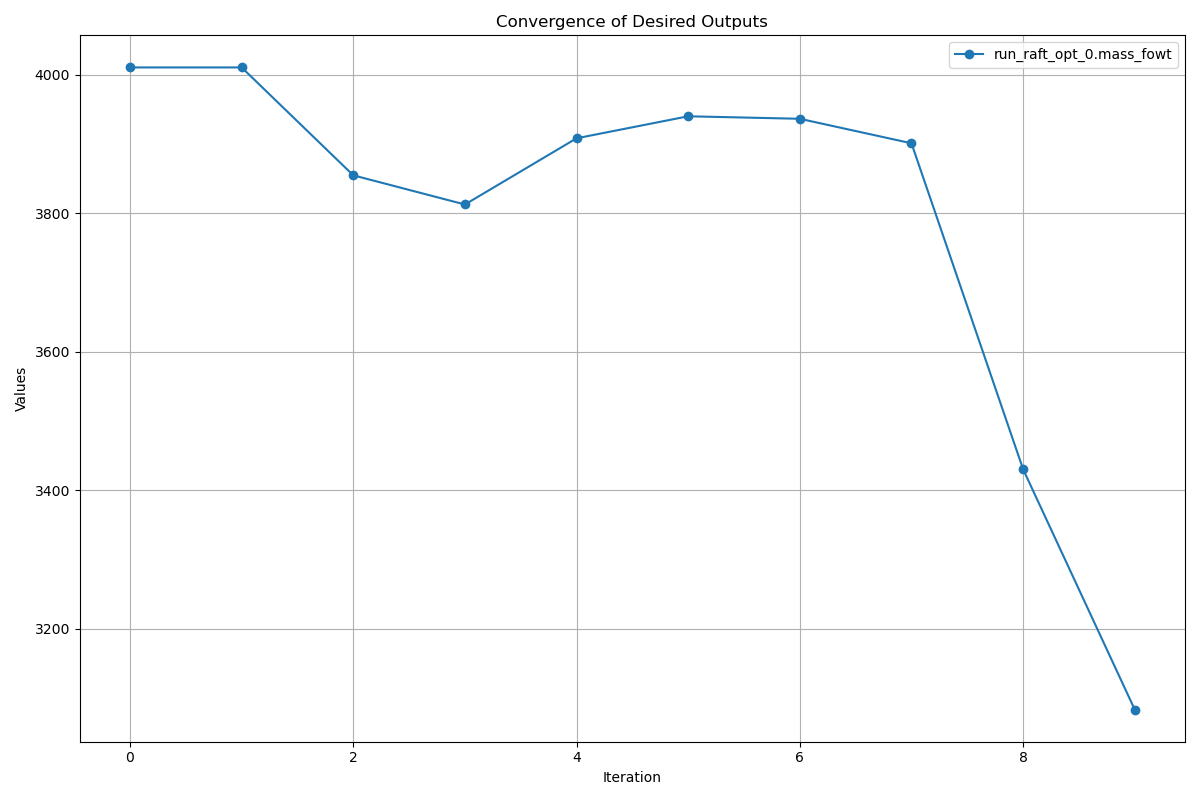 Convergence of Desired Outputs
run_raft_opt_0.mass_fowt
4000
3800
3600
3400
3200
Values
0 2 4 6 8
Iteration